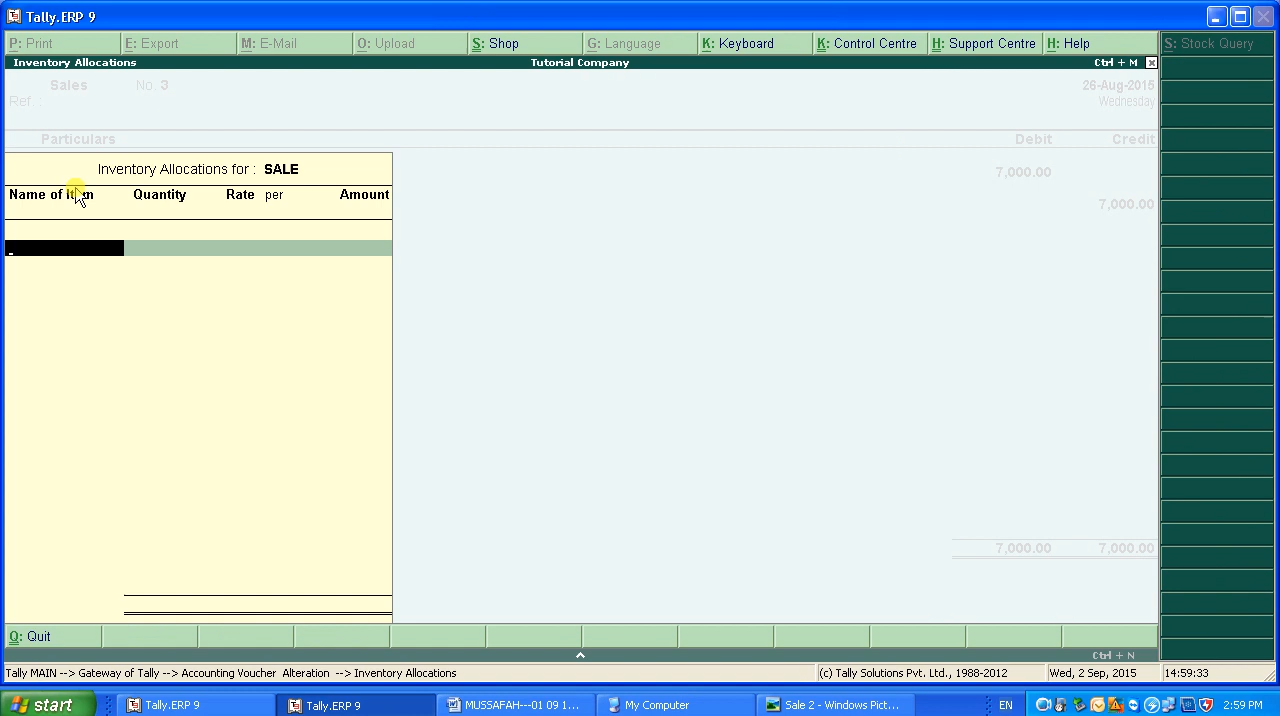 Tally.ERP 9
P: Print E: Export M: E-Mail O: Upload S: Shop G: Language K: Keyboard K: Control Centre H: Support Centre H: Help S: Stock Query
Inventory Allocations Tutorial Company Ctrl + M
Sales No. 3 26-Aug-2015
Ref : Wednesday
Particulars Debit Credit
Inventory Allocations for : SALE
7,000.00
Name of Item Quantity Rate per Amount
7,000.00
7,000.00 7,000.00
Q: Quit
Ctrl + N
Tally MAIN --> Gateway of Tally --> Accounting Voucher Alteration --> Inventory Allocations (c) Tally Solutions Pvt. Ltd., 1988-2012 Wed, 2 Sep, 2015 14:59:33
start Tally.ERP 9 Tally.ERP 9 MUSSAFAH---01 09 1... My Computer Sale 2 - Windows Pict... EN 2:59 PM